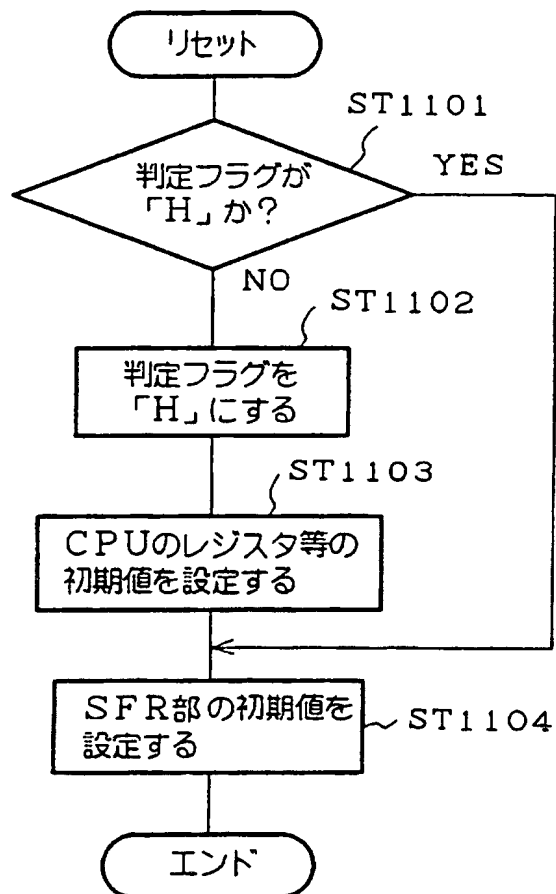 リセット
ST1101
判定フラグが
「H」か?
YES
NO
ST1102
判定フラグを
「H」にする
ST1103
CPUのレジスタ等の
初期値を設定する
SFR部の初期値を
設定する
ST1104
エンド